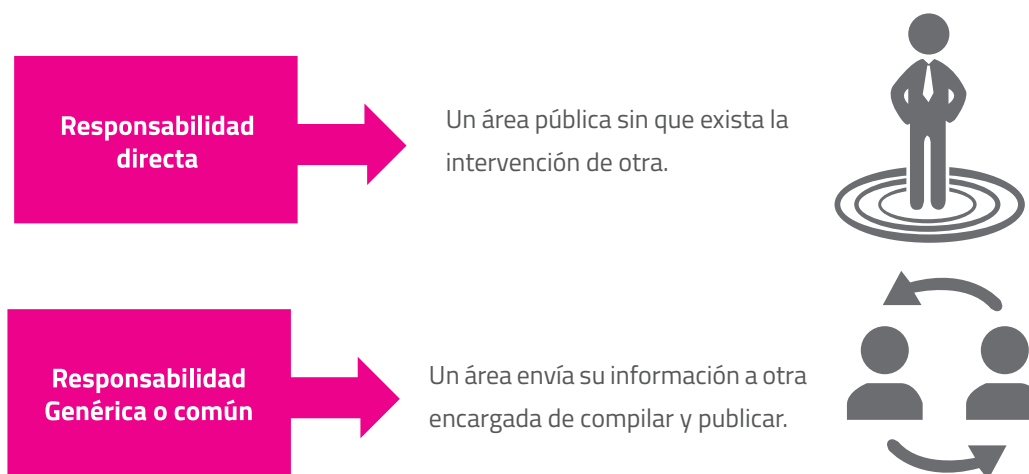 Responsabilidad
directa
Un área pública sin que exista la
intervención de otra.
Responsabilidad
Genérica o común
Un área envía su información a otra
encargada de compilar y publicar.